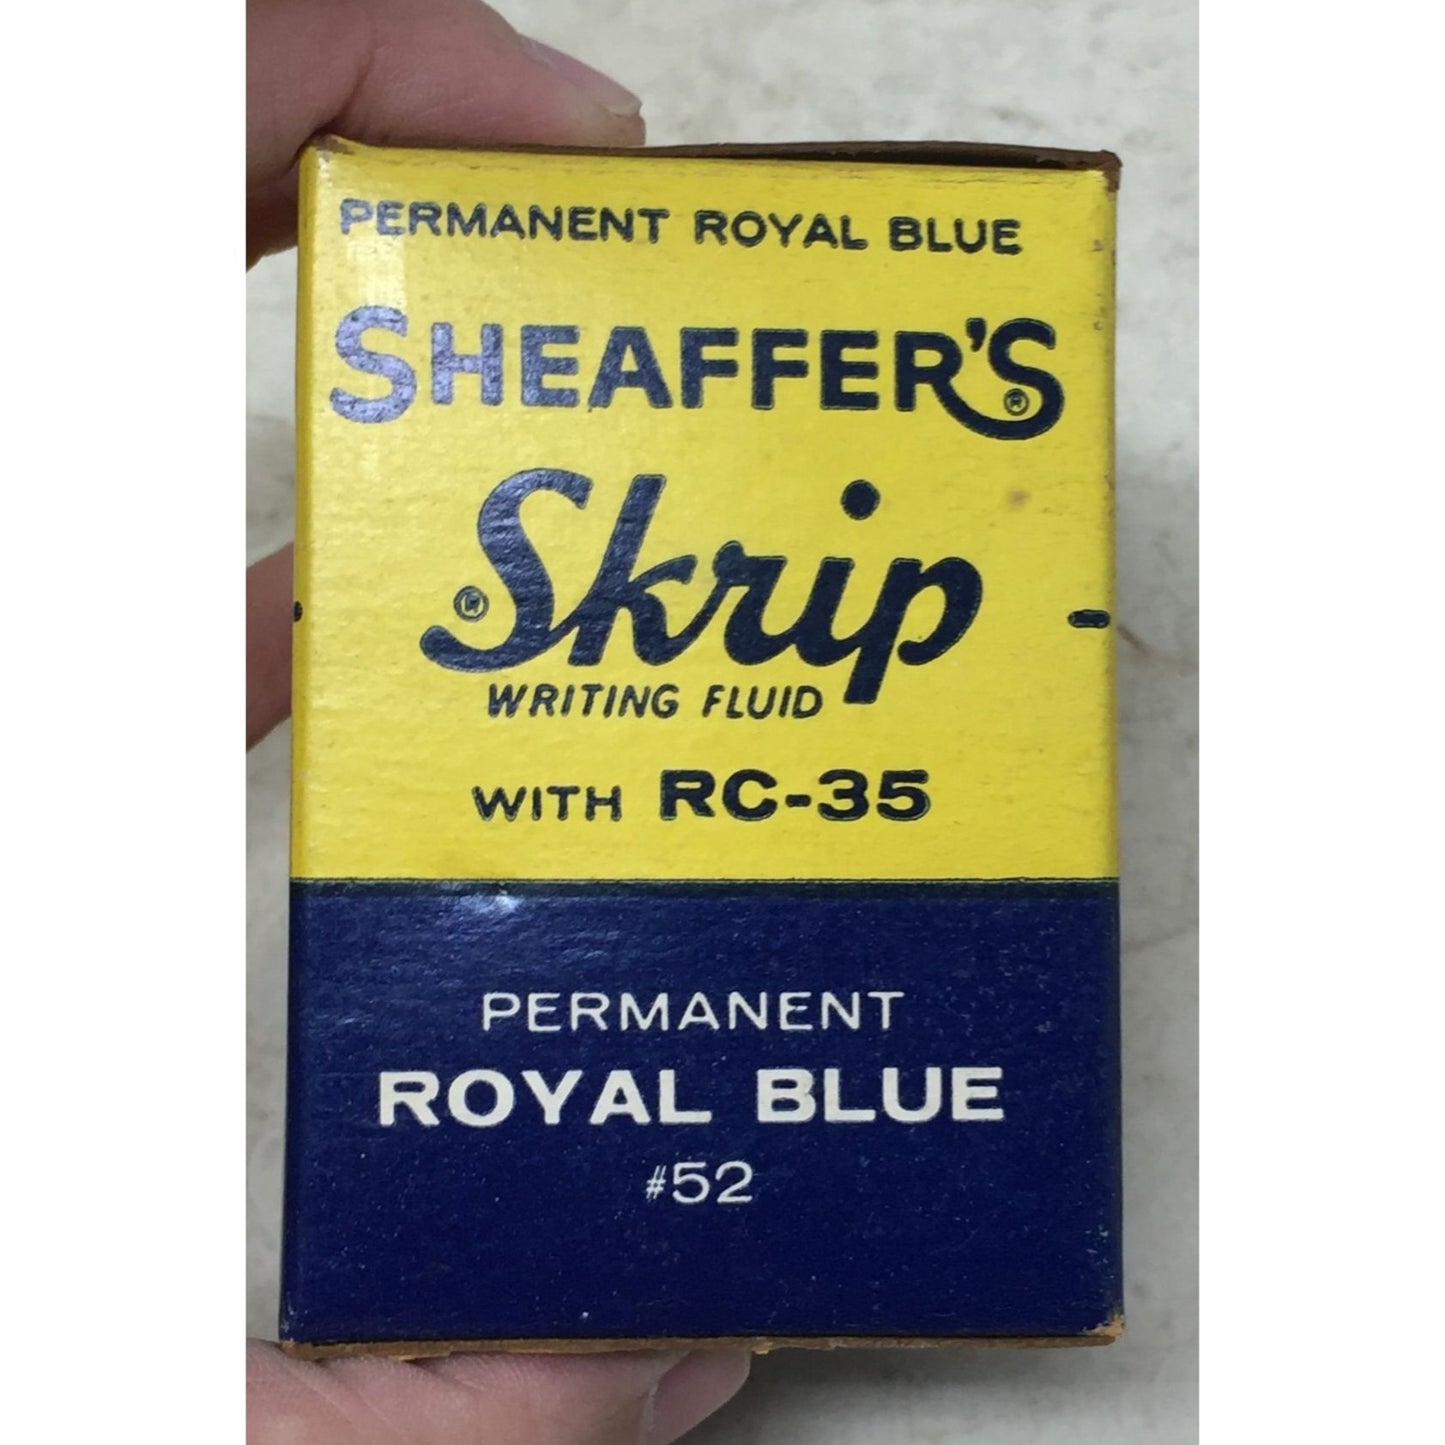 PERMANENT ROYAL BLUE
SHEAFFER'S
®
®Skrip
WRITING FLUID
WITH RC-35
PERMANENT
ROYAL BLUE
#52